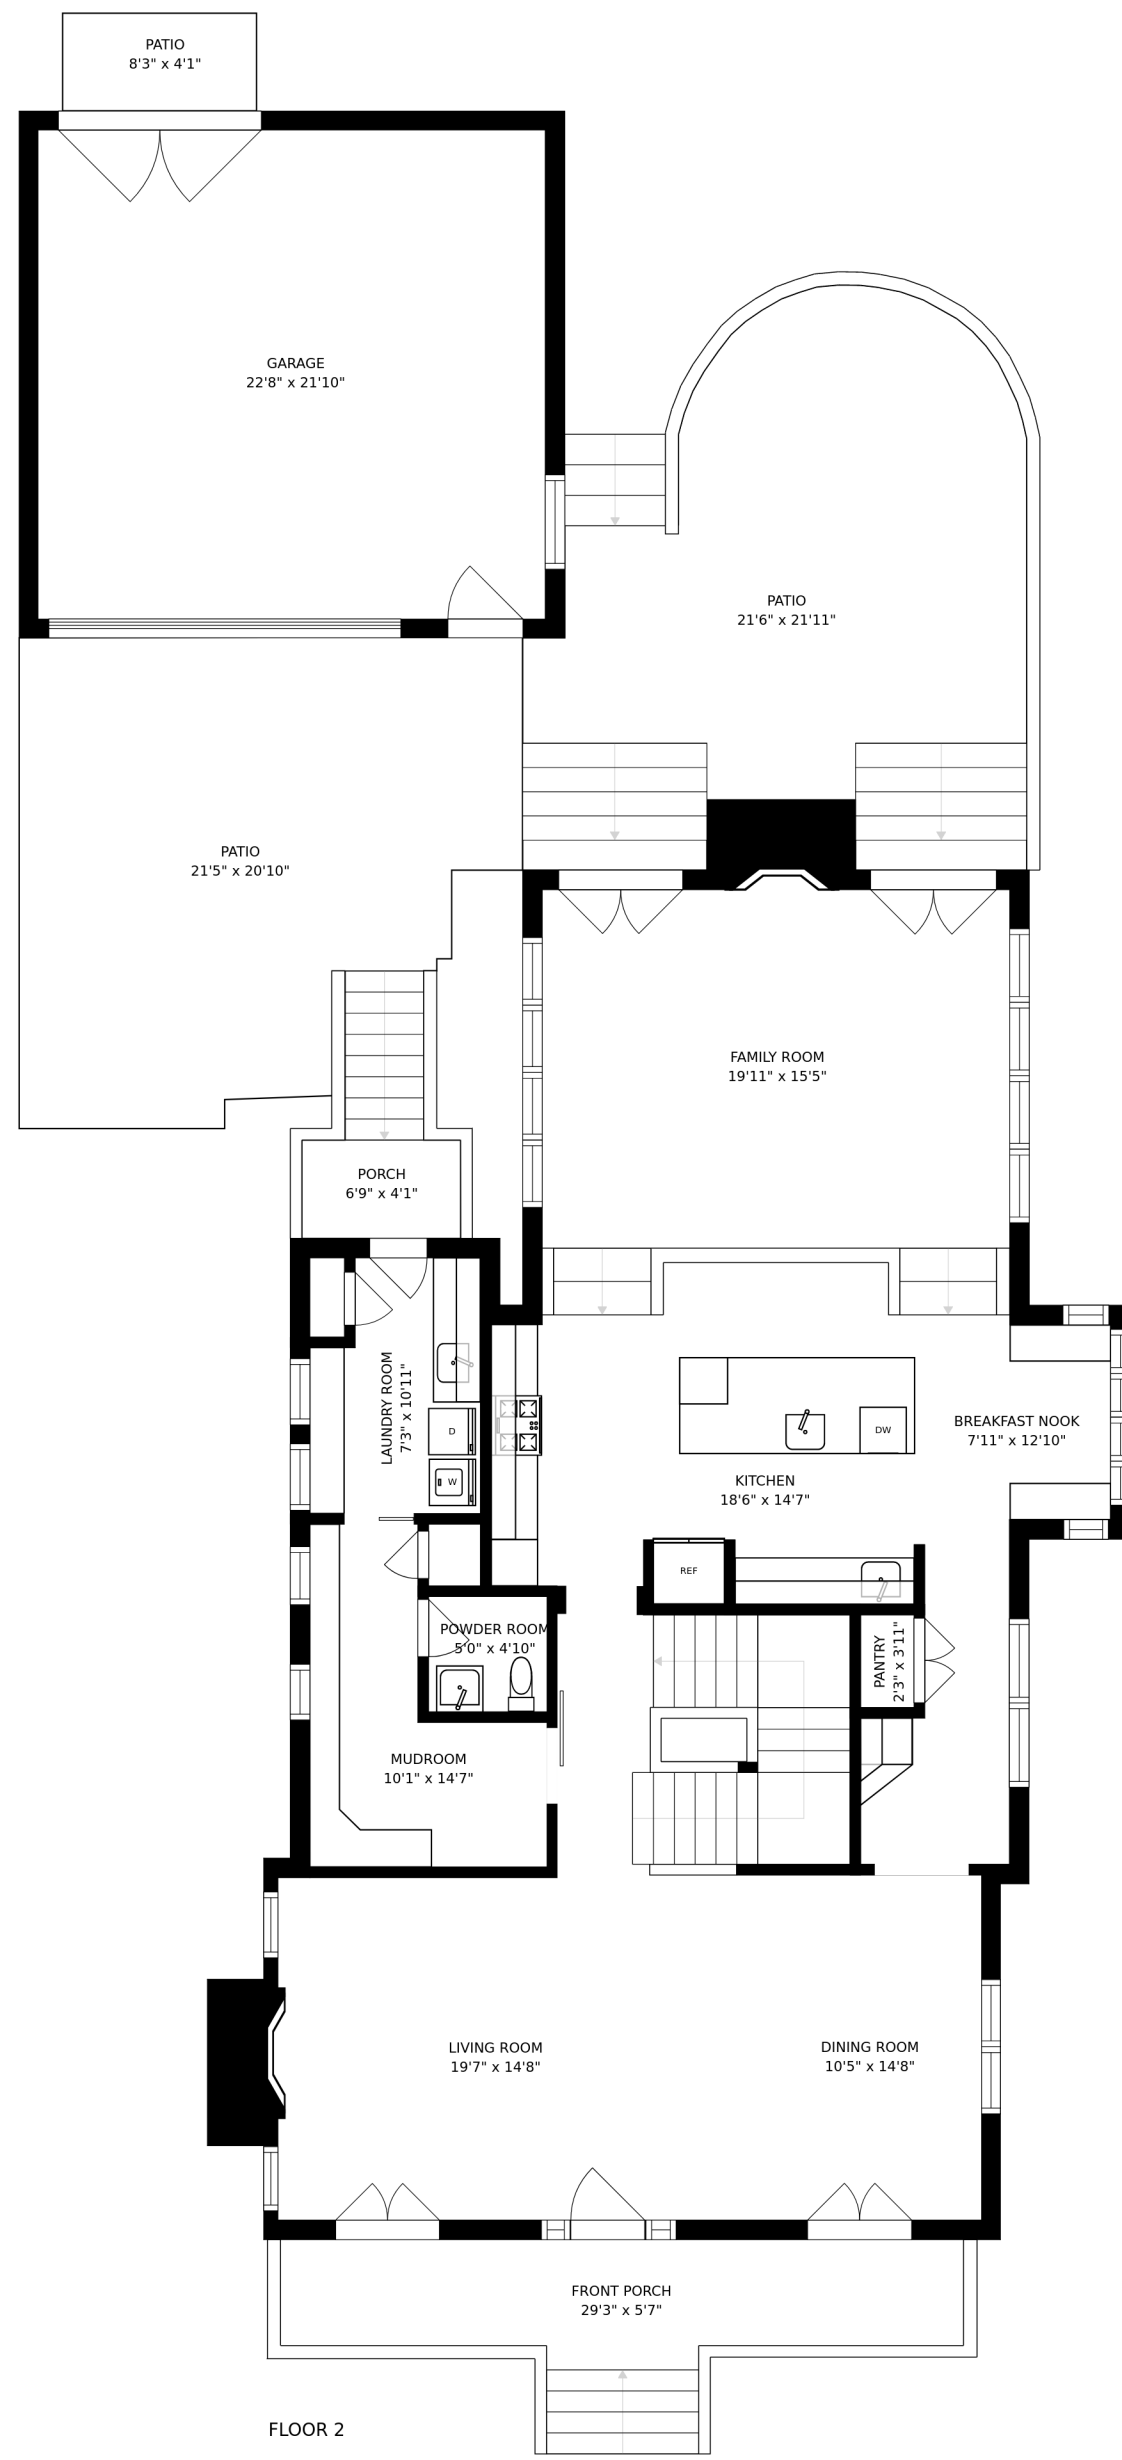 PATIO
8'3" x 4'1"
GARAGE
22'8" x 21'10"
PATIO
21'6" x 21'11"
PATIO
21'5" x 20'10"
FAMILY ROOM
19'11" x 15'5"
PORCH
6'9" x 4'1"
LAUNDRY ROOM
7'3" x 10'11"
D
W
DW
BREAKFAST NOOK
7'11" x 12'10"
KITCHEN
18'6" x 14'7"
REF
POWDER ROOM
5'0" x 4'10"
PANTRY
2'3" x 3'11"
MUDROOM
10'1" x 14'7"
LIVING ROOM
19'7" x 14'8"
DINING ROOM
10'5" x 14'8"
FRONT PORCH
29'3" x 5'7"
FLOOR 2